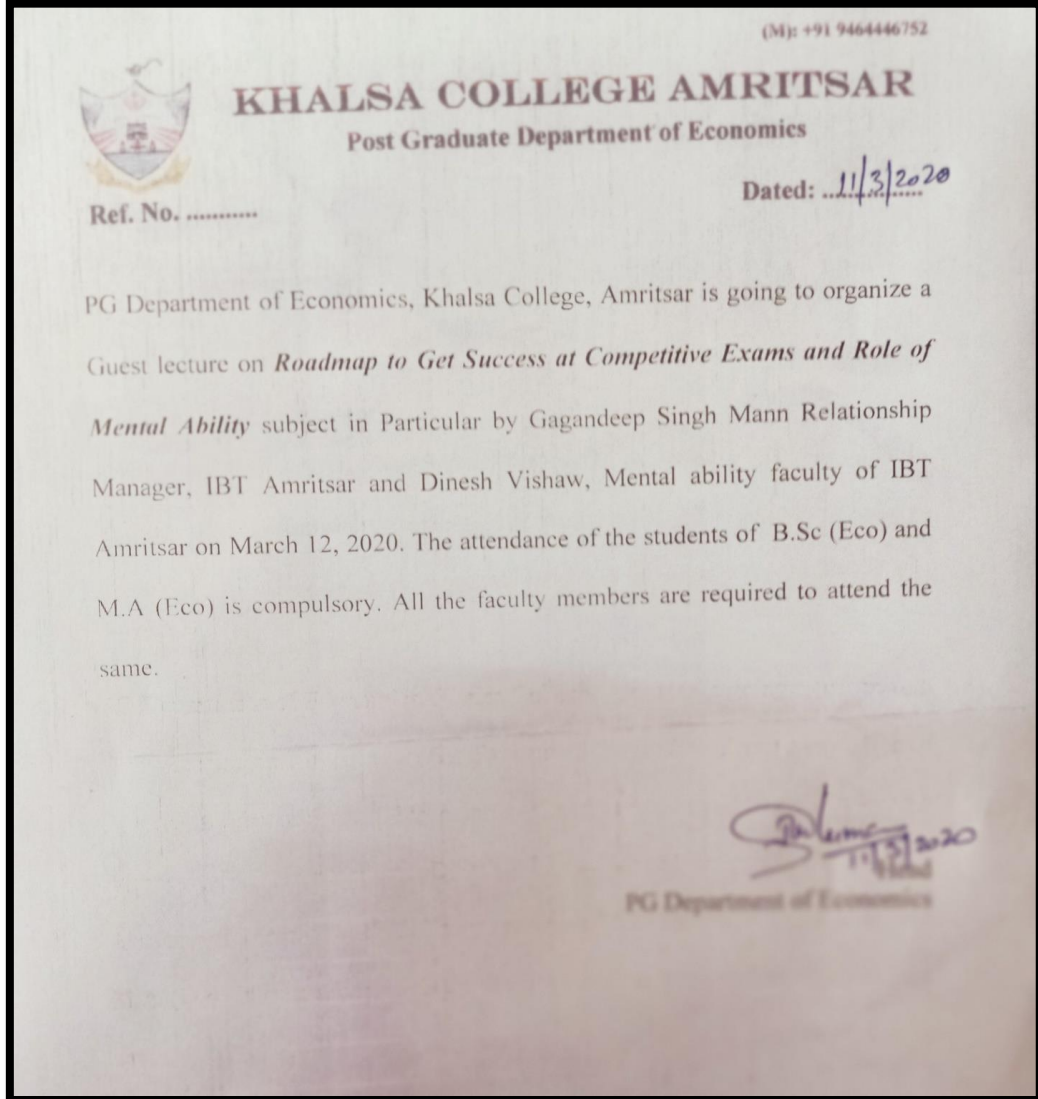 (M): +91 9464446752
KHALSA COLLEGE AMRITSAR
Post Graduate Department of Economics
Dated: ..11/3/2020
Ref. No. ...........
PG Department of Economics, Khalsa College, Amritsar is going to organize a
Guest lecture on Roadmap to Get Success at Competitive Exams and Role of
Mental Ability subject in Particular by Gagandeep Singh Mann Relationship
Manager, IBT Amritsar and Dinesh Vishaw, Mental ability faculty of IBT
Amritsar on March 12, 2020. The attendance of the students of B.Sc (Eco) and
M.A (Eco) is compulsory. All the faculty members are required to attend the
same.
11/3/2020
Head
PG Department of Economics